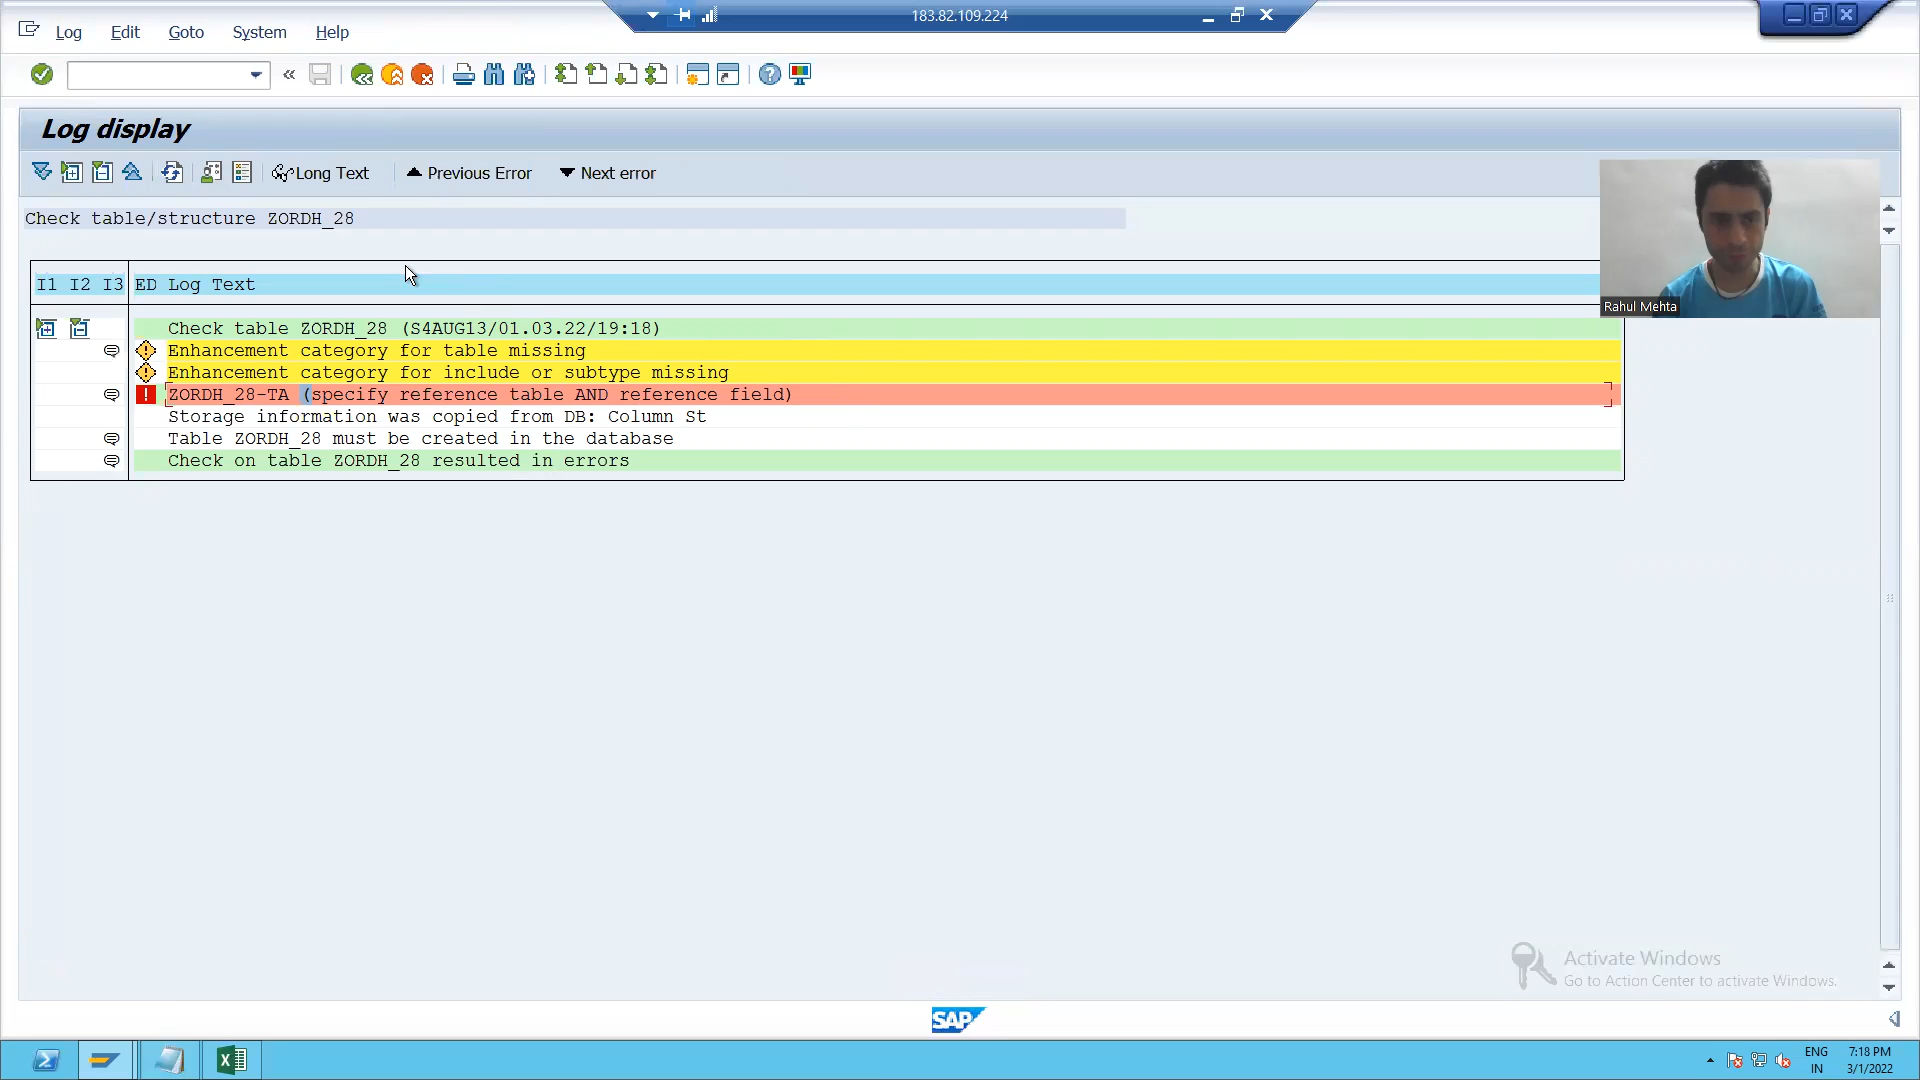 183.82.109.224
Log Edit Goto System Help
Log display
Long Text Previous Error Next error
Check table/structure ZORDH_28
I1 I2 I3 ED Log Text
Check table ZORDH_28 (S4AUG13/01.03.22/19:18)
Enhancement category for table missing
Enhancement category for include or subtype missing
ZORDH_28-TA (specify reference table AND reference field)
Storage information was copied from DB: Column St
Table ZORDH_28 must be created in the database
Check on table ZORDH_28 resulted in errors
Rahul Mehta
Activate Windows
Go to Action Center to activate Windows.
SAP
ENG 7:18 PM
IN 3/1/2022